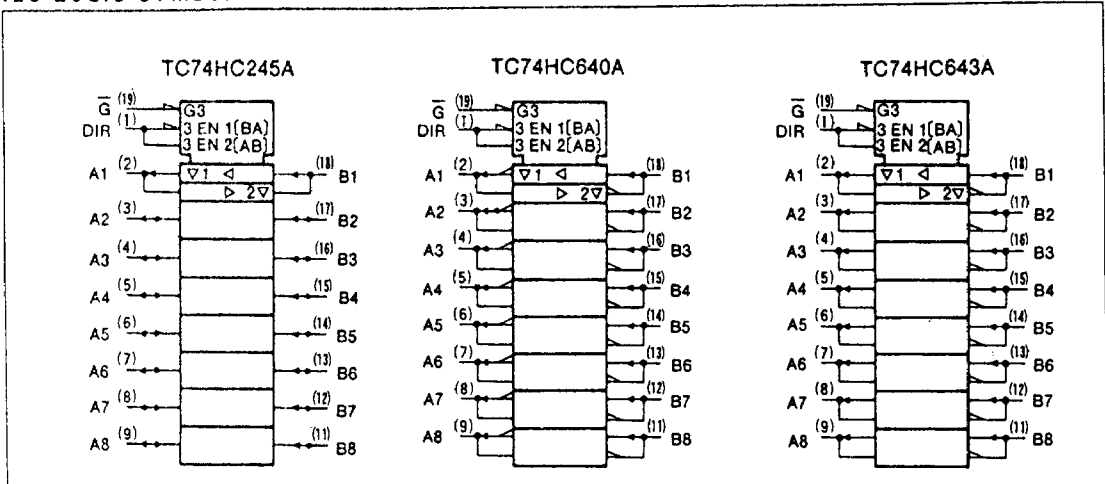 TC74HC245A
G (19) G3
DIR (1) 3 EN 1[BA]
3 EN 2[AB]
A1 (2) ▽1 ◁ (18) B1
▷ 2▽
A2 (3) (17) B2
A3 (4) (16) B3
A4 (5) (15) B4
A5 (6) (14) B5
A6 (7) (13) B6
A7 (8) (12) B7
A8 (9) (11) B8
TC74HC640A
G (19) G3
DIR (1) 3 EN 1[BA]
3 EN 2[AB]
A1 (2) ▽1 ◁ (18) B1
▷ 2▽
A2 (3) (17) B2
A3 (4) (16) B3
A4 (5) (15) B4
A5 (6) (14) B5
A6 (7) (13) B6
A7 (8) (12) B7
A8 (9) (11) B8
TC74HC643A
G (19) G3
DIR (1) 3 EN 1[BA]
3 EN 2[AB]
A1 (2) ▽1 ◁ (18) B1
▷ 2▽
A2 (3) (17) B2
A3 (4) (16) B3
A4 (5) (15) B4
A5 (6) (14) B5
A6 (7) (13) B6
A7 (8) (12) B7
A8 (9) (11) B8